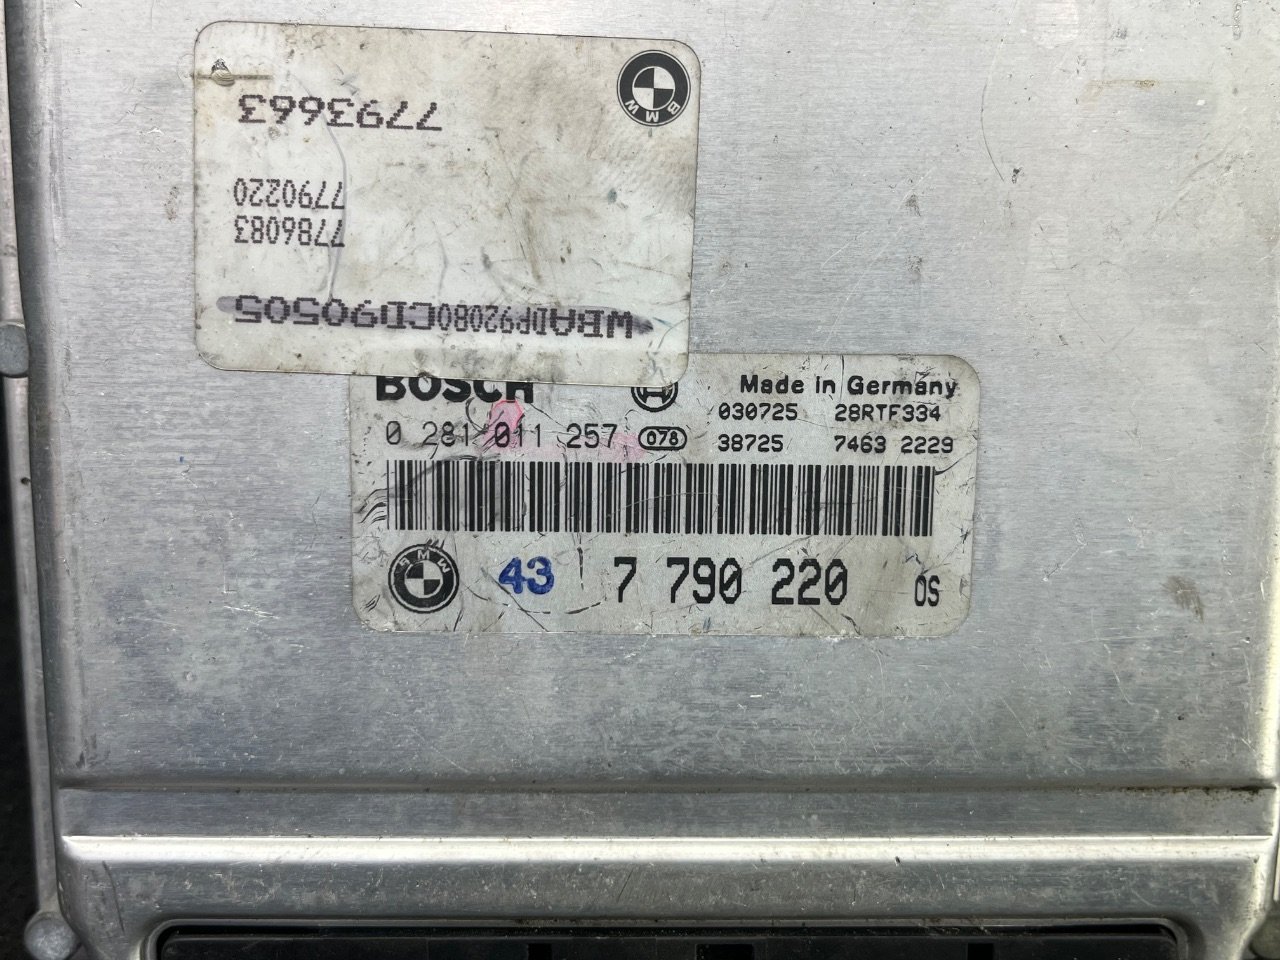 WBADP92080CD90505
7786083
7790220
7793663
BMW
BOSCH
Made in Germany
030725 28RTF334
0 281 011 257 078 38725 7463 2229
BMW 43 7 790 220 OS